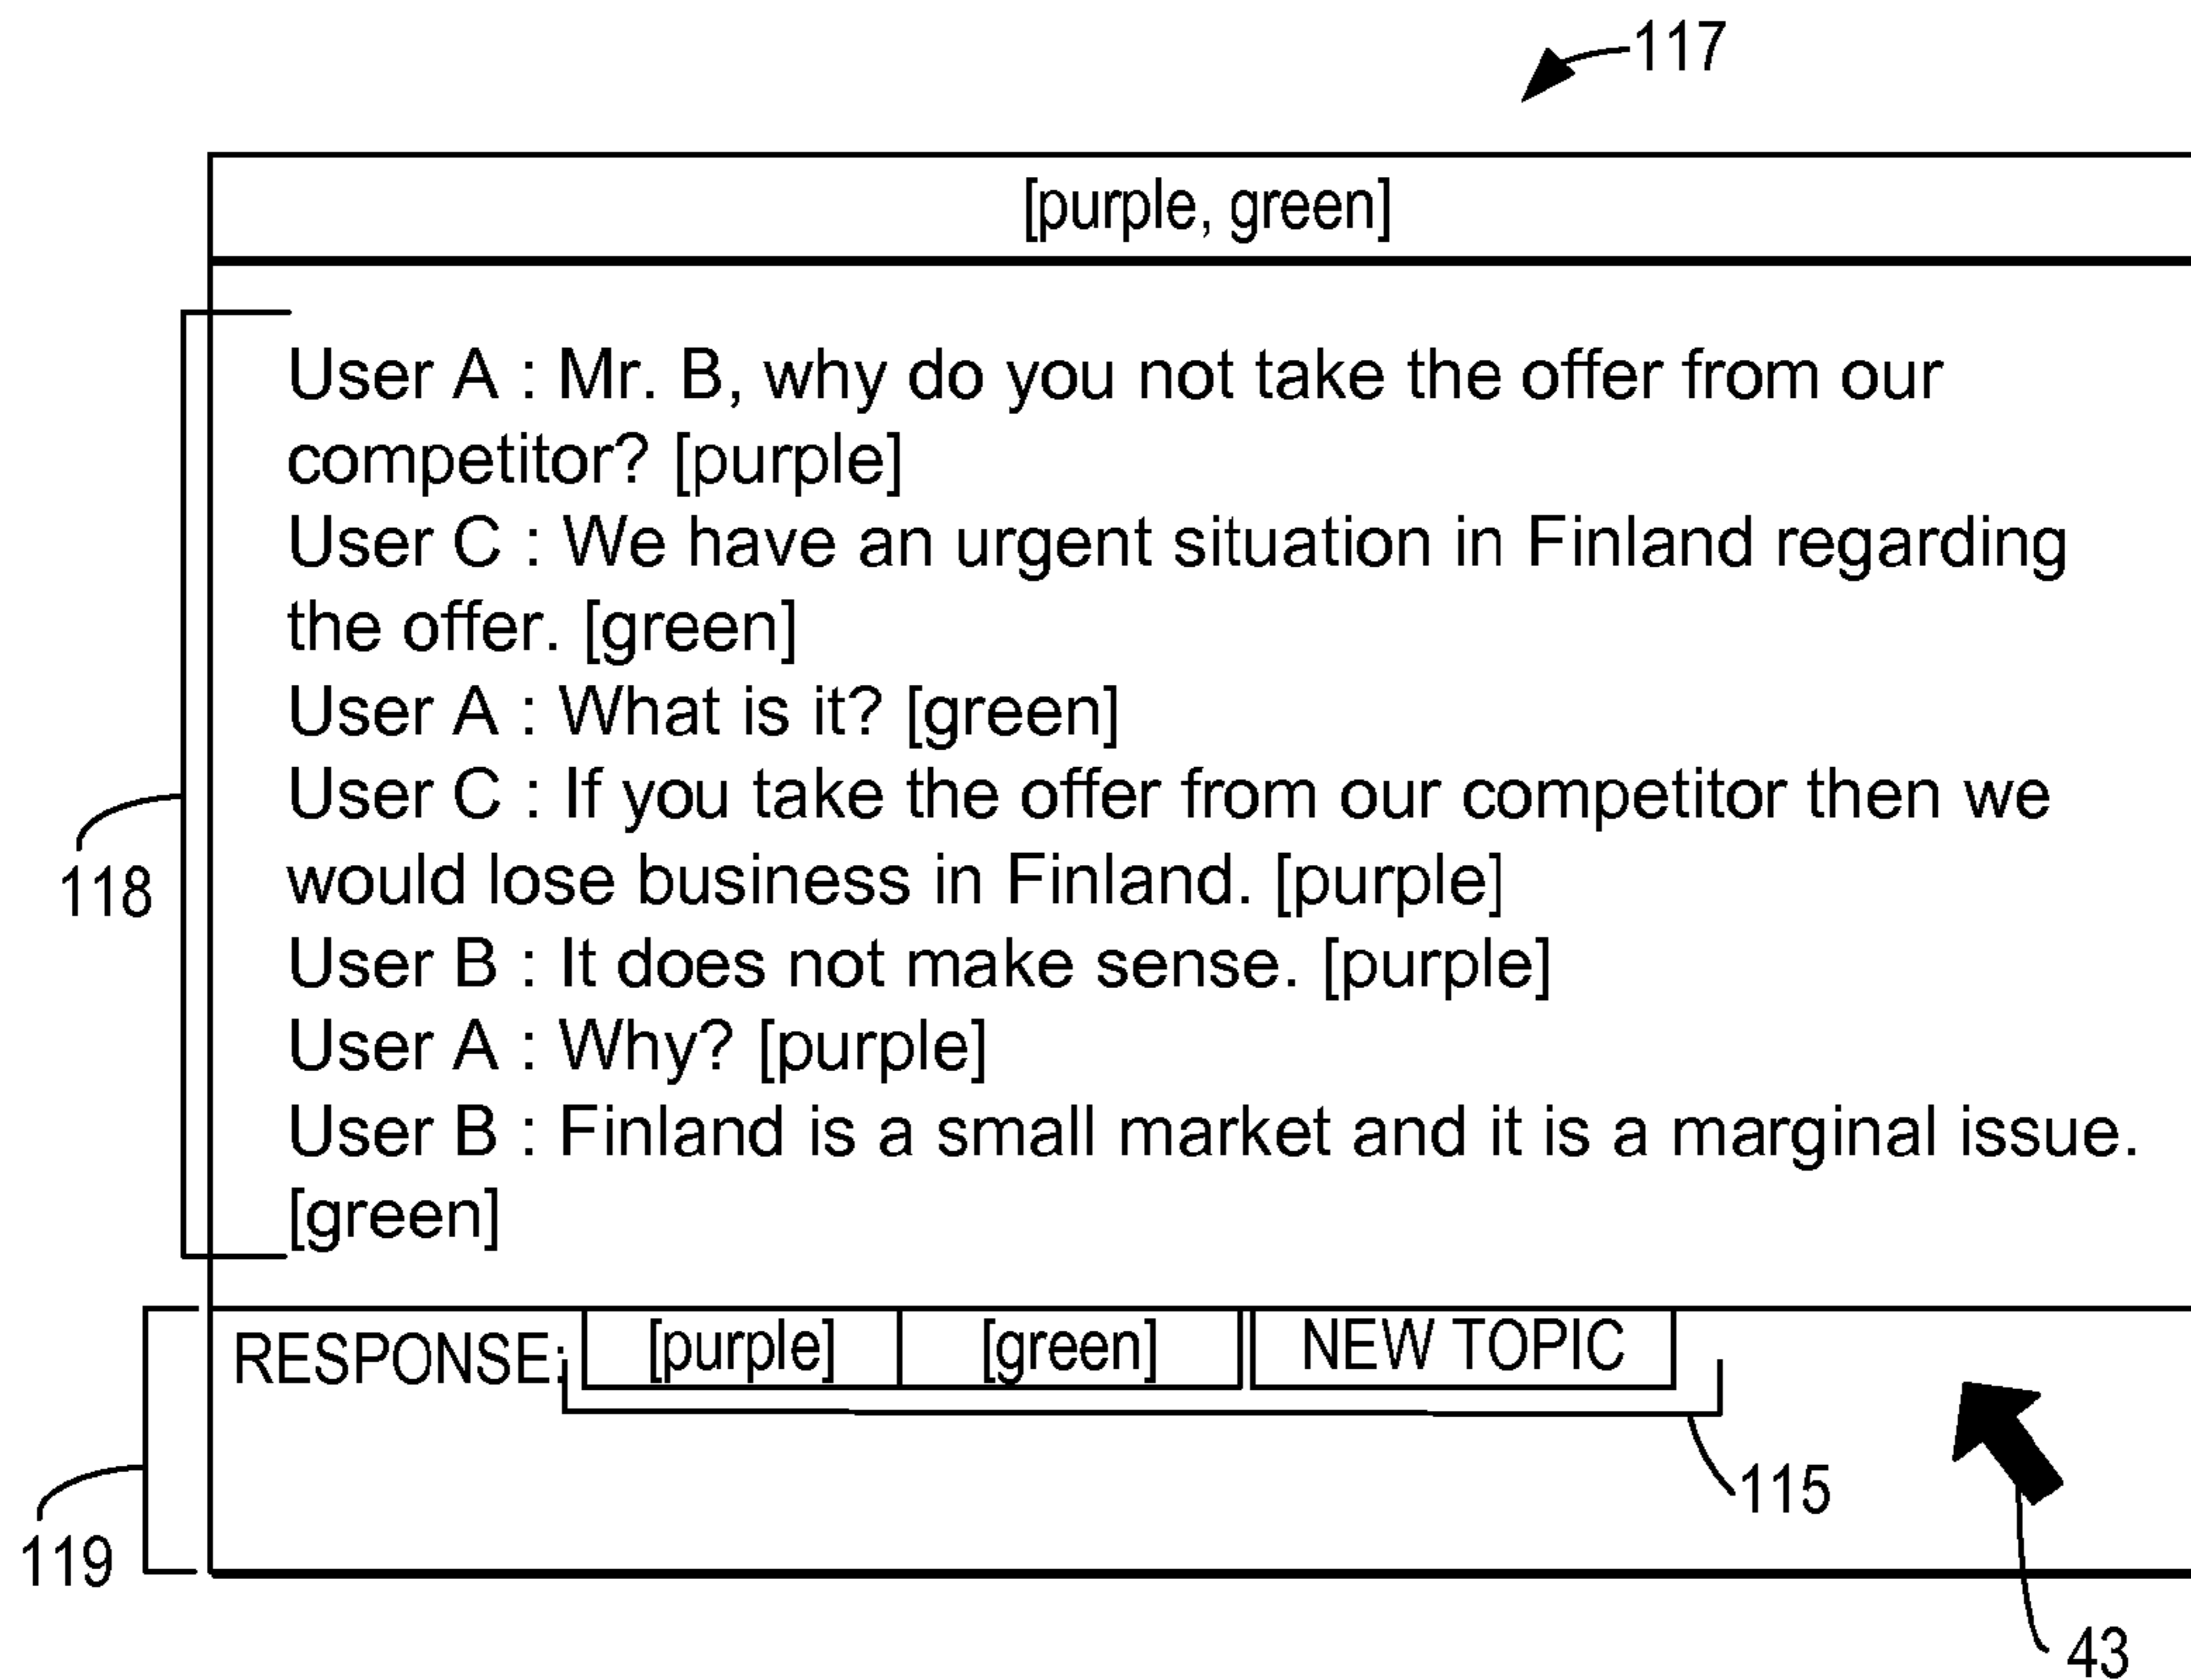 117
[purple, green]
User A : Mr. B, why do you not take the offer from our
competitor? [purple]
User C : We have an urgent situation in Finland regarding
the offer. [green]
User A : What is it? [green]
User C : If you take the offer from our competitor then we
would lose business in Finland. [purple]
118
User B : It does not make sense. [purple]
User A : Why? [purple]
User B : Finland is a small market and it is a marginal issue.
[green]
RESPONSE: [purple] [green] NEW TOPIC
115
119
43